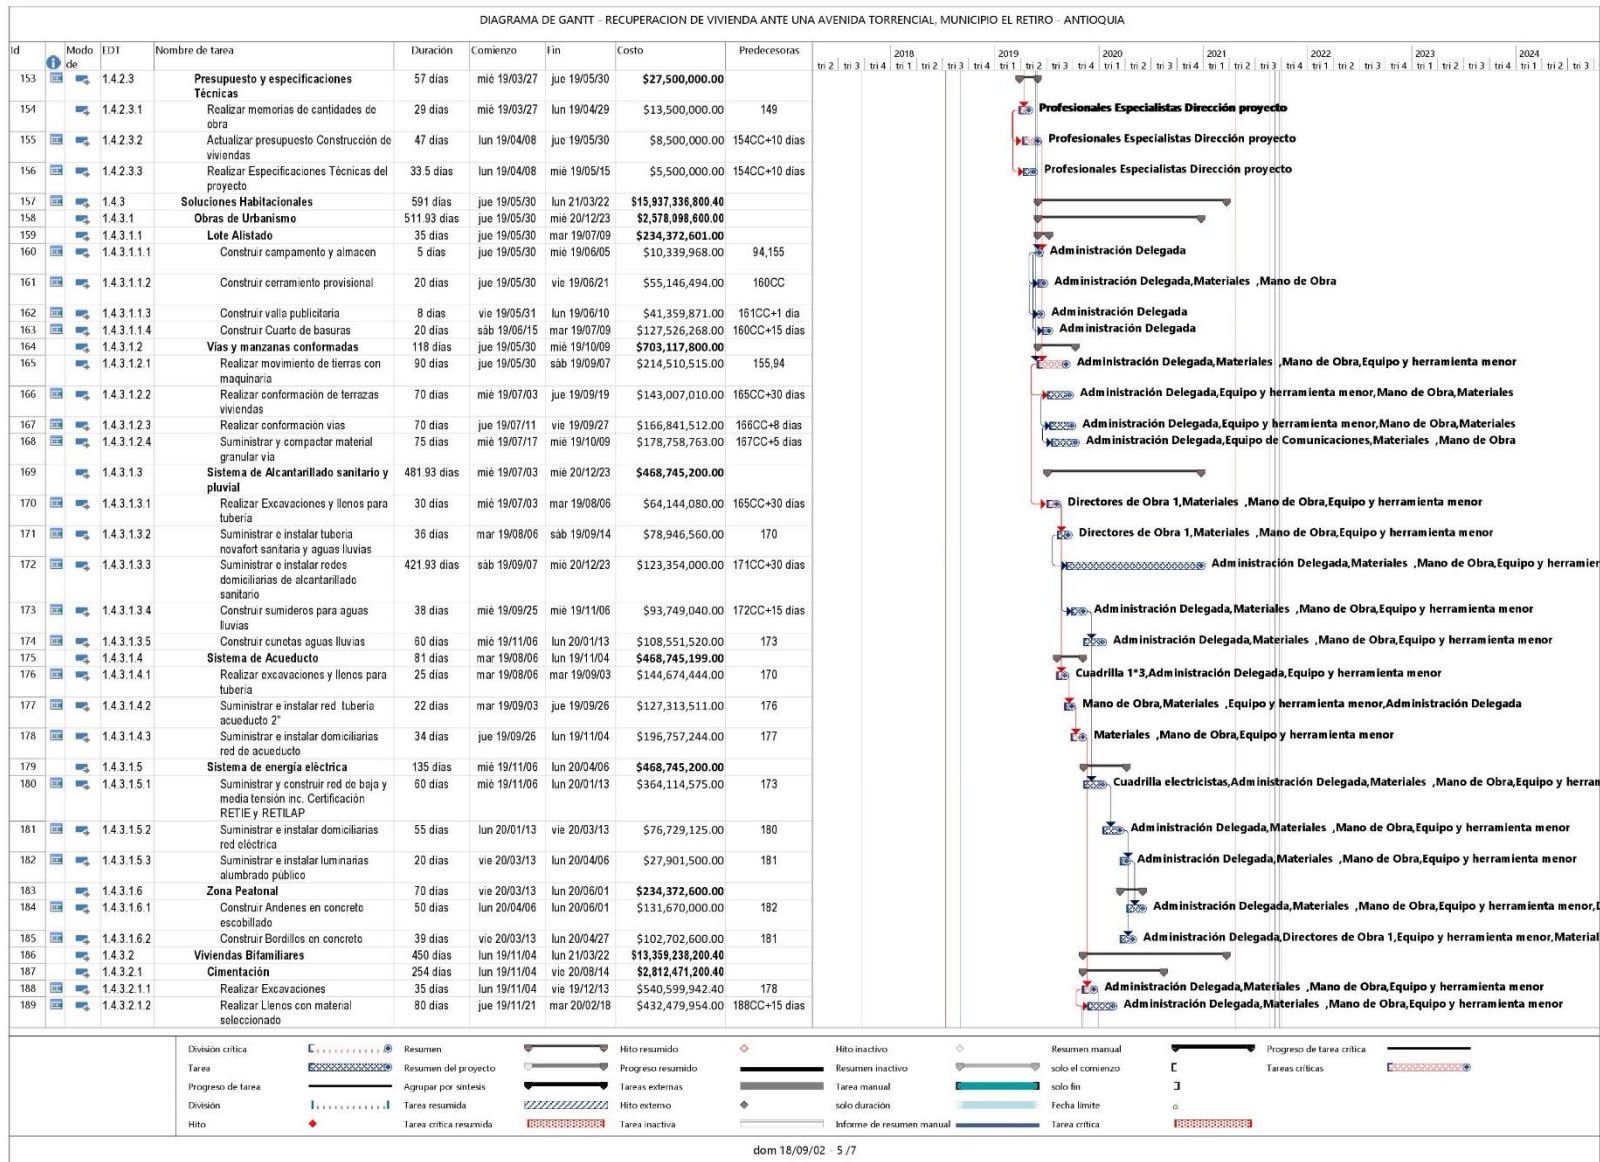 DIAGRAMA DE GANTT - RECUPERACION DE VIVIENDA ANTE UNA AVENIDA TORRENCIAL, MUNICIPIO EL RETIRO - ANTIOQUIA
Id Modo de EDT Nombre de tarea Duración Comienzo Fin Costo Predecesoras
2018 2019 2020 2021 2022 2023 2024
tri 2 tri 3 tri 4 tri 1 tri 2 tri 3 tri 4 tri 1 tri 2 tri 3 tri 4 tri 1 tri 2 tri 3 tri 4 tri 1 tri 2 tri 3 tri 4 tri 1 tri 2 tri 3 tri 4 tri 1 tri 2 tri 3
153 1.4.2.3 Presupuesto y especificaciones Técnicas 57 días mié 19/03/27 jue 19/05/30 $27,500,000.00
154 1.4.2.3.1 Realizar memorias de cantidades de obra 29 días mié 19/03/27 lun 19/04/29 $13,500,000.00 149 Profesionales Especialistas Dirección proyecto
155 1.4.2.3.2 Actualizar presupuesto Construcción de viviendas 47 días lun 19/04/08 jue 19/05/30 $8,500,000.00 154CC+10 días Profesionales Especialistas Dirección proyecto
156 1.4.2.3.3 Realizar Especificaciones Técnicas del proyecto 33.5 días lun 19/04/08 mié 19/05/15 $5,500,000.00 154CC+10 días Profesionales Especialistas Dirección proyecto
157 1.4.3 Soluciones Habitacionales 591 días jue 19/05/30 lun 21/03/22 $15,937,336,800.40
158 1.4.3.1 Obras de Urbanismo 511.93 días jue 19/05/30 mié 20/12/23 $2,578,098,600.00
159 1.4.3.1.1 Lote Alistado 35 días jue 19/05/30 mar 19/07/09 $234,372,601.00
160 1.4.3.1.1.1 Construir campamento y almacen 5 días jue 19/05/30 mié 19/06/05 $10,339,968.00 94,155 Administración Delegada
161 1.4.3.1.1.2 Construir cerramiento provisional 20 días jue 19/05/30 vie 19/06/21 $55,146,494.00 160CC Administración Delegada,Materiales ,Mano de Obra
162 1.4.3.1.1.3 Construir valla publicitaria 8 días vie 19/05/31 lun 19/06/10 $41,359,871.00 161CC+1 día Administración Delegada
163 1.4.3.1.1.4 Construir Cuarto de basuras 20 días sáb 19/06/15 mar 19/07/09 $127,526,268.00 160CC+15 días Administración Delegada
164 1.4.3.1.2 Vías y manzanas conformadas 118 días jue 19/05/30 mié 19/10/09 $703,117,800.00
165 1.4.3.1.2.1 Realizar movimiento de tierras con maquinaria 90 días jue 19/05/30 sáb 19/09/07 $214,510,515.00 155,94 Administración Delegada,Materiales ,Mano de Obra,Equipo y herramienta menor
166 1.4.3.1.2.2 Realizar conformación de terrazas viviendas 70 días mié 19/07/03 jue 19/09/19 $143,007,010.00 165CC+30 días Administración Delegada,Equipo y herramienta menor,Mano de Obra,Materiales
167 1.4.3.1.2.3 Realizar conformación vías 70 días jue 19/07/11 vie 19/09/27 $166,841,512.00 166CC+8 días Administración Delegada,Equipo y herramienta menor,Mano de Obra,Materiales
168 1.4.3.1.2.4 Suministrar y compactar material granular vía 75 días mié 19/07/17 mié 19/10/09 $178,758,763.00 167CC+5 días Administración Delegada,Equipo de Comunicaciones,Materiales ,Mano de Obra
169 1.4.3.1.3 Sistema de Alcantarillado sanitario y pluvial 481.93 días mié 19/07/03 mié 20/12/23 $468,745,200.00
170 1.4.3.1.3.1 Realizar Excavaciones y llenos para tubería 30 días mié 19/07/03 mar 19/08/06 $64,144,080.00 165CC+30 días Directores de Obra 1,Materiales ,Mano de Obra,Equipo y herramienta menor
171 1.4.3.1.3.2 Suministrar e instalar tuberia novafort sanitaria y aguas lluvias 36 días mar 19/08/06 sáb 19/09/14 $78,946,560.00 170 Directores de Obra 1,Materiales ,Mano de Obra,Equipo y herramienta menor
172 1.4.3.1.3.3 Suministrar e instalar redes domiciliarias de alcantarillado sanitario 421.93 días sáb 19/09/07 mié 20/12/23 $123,354,000.00 171CC+30 días Administración Delegada,Materiales ,Mano de Obra,Equipo y herramier
173 1.4.3.1.3.4 Construir sumideros para aguas lluvias 38 días mié 19/09/25 mié 19/11/06 $93,749,040.00 172CC+15 días Administración Delegada,Materiales ,Mano de Obra,Equipo y herramienta menor
174 1.4.3.1.3.5 Construir cunetas aguas lluvias 60 días mié 19/11/06 lun 20/01/13 $108,551,520.00 173 Administración Delegada,Materiales ,Mano de Obra,Equipo y herramienta menor
175 1.4.3.1.4 Sistema de Acueducto 81 días mar 19/08/06 lun 19/11/04 $468,745,199.00
176 1.4.3.1.4.1 Realizar excavaciones y llenos para tubería 25 días mar 19/08/06 mar 19/09/03 $144,674,444.00 170 Cuadrilla 1*3,Administración Delegada,Equipo y herramienta menor
177 1.4.3.1.4.2 Suministrar e instalar red tuberia acueducto 2" 22 días mar 19/09/03 jue 19/09/26 $127,313,511.00 176 Mano de Obra,Materiales ,Equipo y herramienta menor,Administración Delegada
178 1.4.3.1.4.3 Suministrar e instalar domiciliarias red de acueducto 34 días jue 19/09/26 lun 19/11/04 $196,757,244.00 177 Materiales ,Mano de Obra,Equipo y herramienta menor
179 1.4.3.1.5 Sistema de energía eléctrica 135 días mié 19/11/06 lun 20/04/06 $468,745,200.00
180 1.4.3.1.5.1 Suministrar y construir red de baja y media tensión inc. Certificación RETIE y RETILAP 60 días mié 19/11/06 lun 20/01/13 $364,114,575.00 173 Cuadrilla electricistas,Administración Delegada,Materiales ,Mano de Obra,Equipo y herran
181 1.4.3.1.5.2 Suministrar e instalar domiciliarias red eléctrica 55 días lun 20/01/13 vie 20/03/13 $76,729,125.00 180 Administración Delegada,Materiales ,Mano de Obra,Equipo y herramienta menor
182 1.4.3.1.5.3 Suministrar e instalar luminarias alumbrado público 20 días vie 20/03/13 lun 20/04/06 $27,901,500.00 181 Administración Delegada,Materiales ,Mano de Obra,Equipo y herramienta menor
183 1.4.3.1.6 Zona Peatonal 70 días vie 20/03/13 lun 20/06/01 $234,372,600.00
184 1.4.3.1.6.1 Construir Andenes en concreto escobillado 50 días lun 20/04/06 lun 20/06/01 $131,670,000.00 182 Administración Delegada,Materiales ,Mano de Obra,Equipo y herramienta menor,D
185 1.4.3.1.6.2 Construir Bordillos en concreto 39 días vie 20/03/13 lun 20/04/27 $102,702,600.00 181 Administración Delegada,Directores de Obra 1,Equipo y herramienta menor,Material
186 1.4.3.2 Viviendas Bifamiliares 450 días lun 19/11/04 lun 21/03/22 $13,359,238,200.40
187 1.4.3.2.1 Cimentación 254 días lun 19/11/04 vie 20/08/14 $2,812,471,200.40
188 1.4.3.2.1.1 Realizar Excavaciones 35 días lun 19/11/04 vie 19/12/13 $540,599,942.40 178 Administración Delegada,Materiales ,Mano de Obra,Equipo y herramienta menor
189 1.4.3.2.1.2 Realizar Llenos con material seleccionado 80 días jue 19/11/21 mar 20/02/18 $432,479,954.00 188CC+15 días Administración Delegada,Materiales ,Mano de Obra,Equipo y herramienta menor
División crítica Resumen Hito resumido Hito inactivo Resumen manual Progreso de tarea crítica
Tarea Resumen del proyecto Progreso resumido Resumen inactivo solo el comienzo Tareas críticas
Progreso de tarea Agrupar por síntesis Tareas externas Tarea manual solo fin
División Tarea resumida Hito externo solo duración Fecha límite
Hito Tarea crítica resumida Tarea inactiva Informe de resumen manual Tarea crítica
dom 18/09/02 - 5 /7